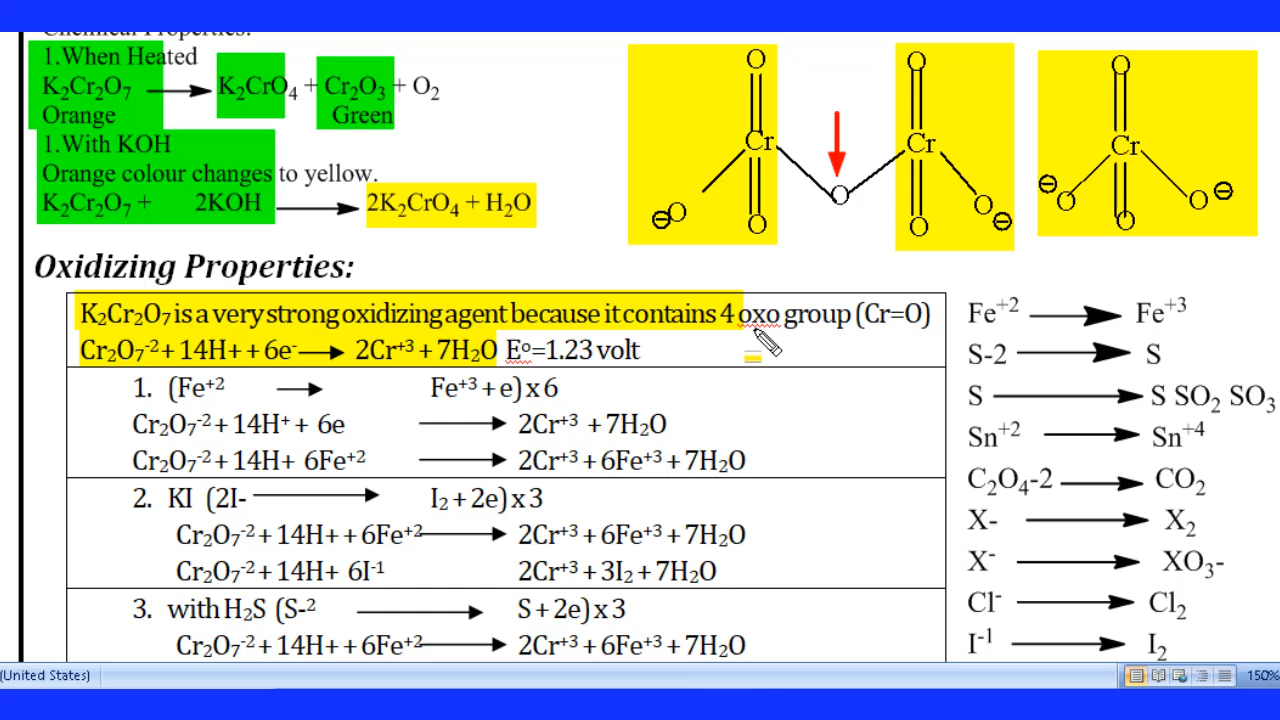 Chemical Properties:
1.When Heated
K₂Cr₂O₇ ⟶ K₂CrO₄ + Cr₂O₃ + O₂
Orange Green
1.With KOH
Orange colour changes to yellow.
K₂Cr₂O₇ + 2KOH ⟶ 2K₂CrO₄ + H₂O
O O O
Cr Cr Cr
⊖O O O O⊖ ⊖O O⊖
O O O
Oxidizing Properties:
K₂Cr₂O₇ is a very strong oxidizing agent because it contains 4 oxo group (Cr=O)
Cr₂O₇⁻² + 14H+ + 6e⁻ ⟶ 2Cr⁺³ + 7H₂O Eº=1.23 volt
1. (Fe⁺² ⟶ Fe⁺³ + e) x 6
Cr₂O₇⁻² + 14H⁺ + 6e ⟶ 2Cr⁺³ + 7H₂O
Cr₂O₇⁻² + 14H+ 6Fe⁺² ⟶ 2Cr⁺³ + 6Fe⁺³ + 7H₂O
2. KI (2I- ⟶ I₂ + 2e) x 3
Cr₂O₇⁻² + 14H+ + 6Fe⁺² ⟶ 2Cr⁺³ + 6Fe⁺³ + 7H₂O
Cr₂O₇⁻² + 14H+ 6I⁻¹ 2Cr⁺³ + 3I₂ + 7H₂O
3. with H₂S (S-² ⟶ S + 2e) x 3
Cr₂O₇⁻² + 14H+ + 6Fe⁺² ⟶ 2Cr⁺³ + 6Fe⁺³ + 7H₂O
Fe⁺² ⟶ Fe⁺³
S-2 ⟶ S
S ⟶ S SO₂ SO₃
Sn⁺² ⟶ Sn⁺⁴
C₂O₄-2 ⟶ CO₂
X- ⟶ X₂
X⁻ ⟶ XO₃-
Cl⁻ ⟶ Cl₂
I⁻¹ ⟶ I₂
(United States) 150%